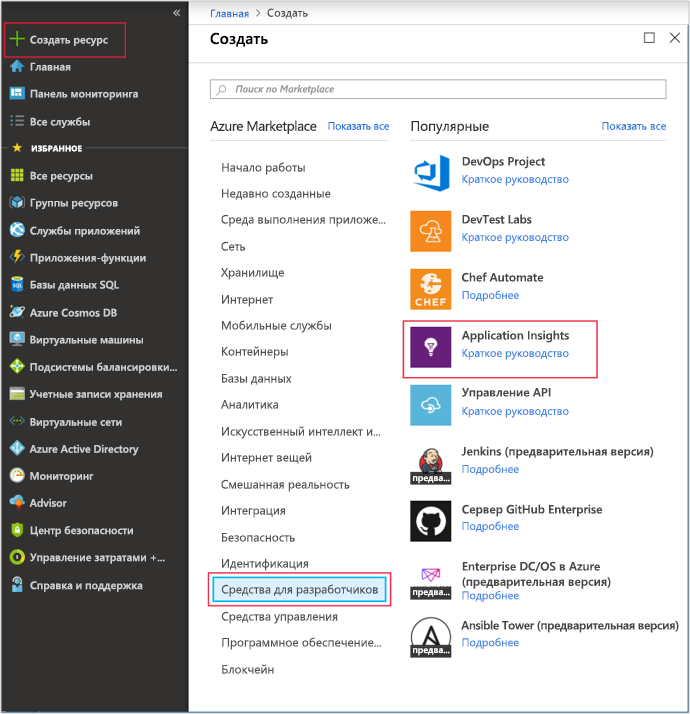 «
Создать ресурс
Главная
Панель мониторинга
Все службы
ИЗБРАННОЕ
Все ресурсы
Группы ресурсов
Службы приложений
Приложения-функции
Базы данных SQL
Azure Cosmos DB
Виртуальные машины
Подсистемы балансировки...
Учетные записи хранения
Виртуальные сети
Azure Active Directory
Мониторинг
Advisor
Центр безопасности
Управление затратами +...
Справка и поддержка
Главная > Создать
Создать
Поиск по Marketplace
Azure Marketplace Показать все
Начало работы
Недавно созданные
Среда выполнения приложе...
Сеть
Хранилище
Интернет
Мобильные службы
Контейнеры
Базы данных
Аналитика
Искусственный интеллект и...
Интернет вещей
Смешанная реальность
Интеграция
Безопасность
Идентификация
Средства для разработчиков
Средства управления
Программное обеспечение...
Блокчейн
Популярные Показать все
DevOps Project
Краткое руководство
DevTest Labs
Краткое руководство
CHEF
Chef Automate
Подробнее
Application Insights
Краткое руководство
Управление API
Краткое руководство
Jenkins (предварительная версия)
Подробнее
предва...
Сервер GitHub Enterprise
Подробнее
Enterprise DC/OS в Azure
(предварительная версия)
Подробнее
предва...
Ansible Tower (предварительная версия)
Подробнее
предва...